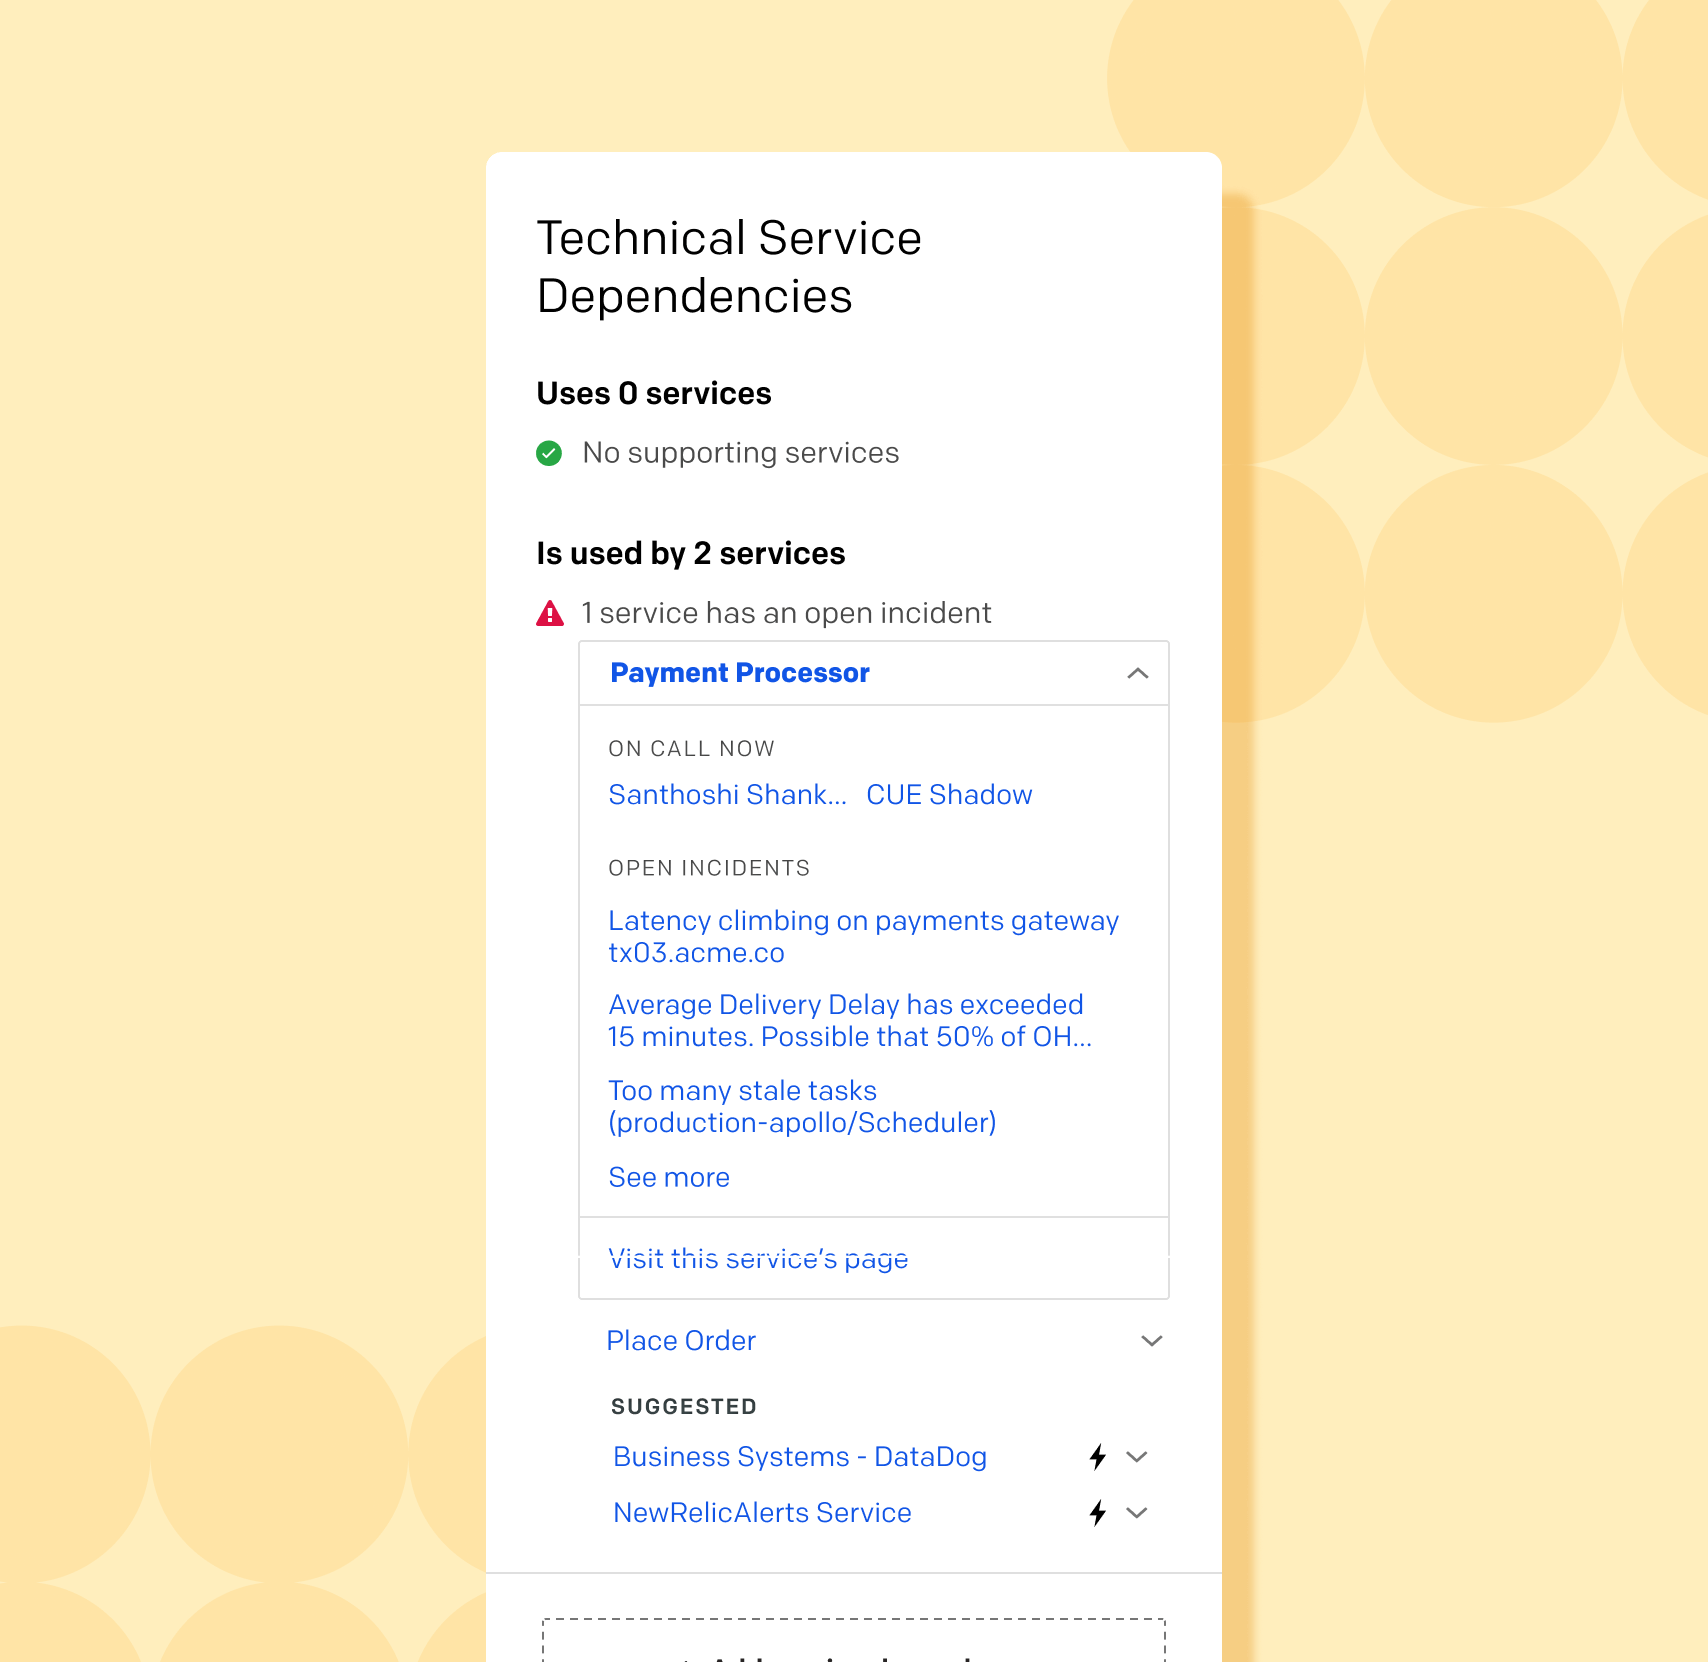 Technical Service
Dependencies
Uses 0 services
No supporting services
Is used by 2 services
1 service has an open incident
Payment Processor
ON CALL NOW
Santhoshi Shank... CUE Shadow
OPEN INCIDENTS
Latency climbing on payments gateway
tx03.acme.co
Average Delivery Delay has exceeded
15 minutes. Possible that 50% of OH...
Too many stale tasks
(production-apollo/Scheduler)
See more
Visit this service's page
Place Order
SUGGESTED
Business Systems - DataDog
NewRelicAlerts Service